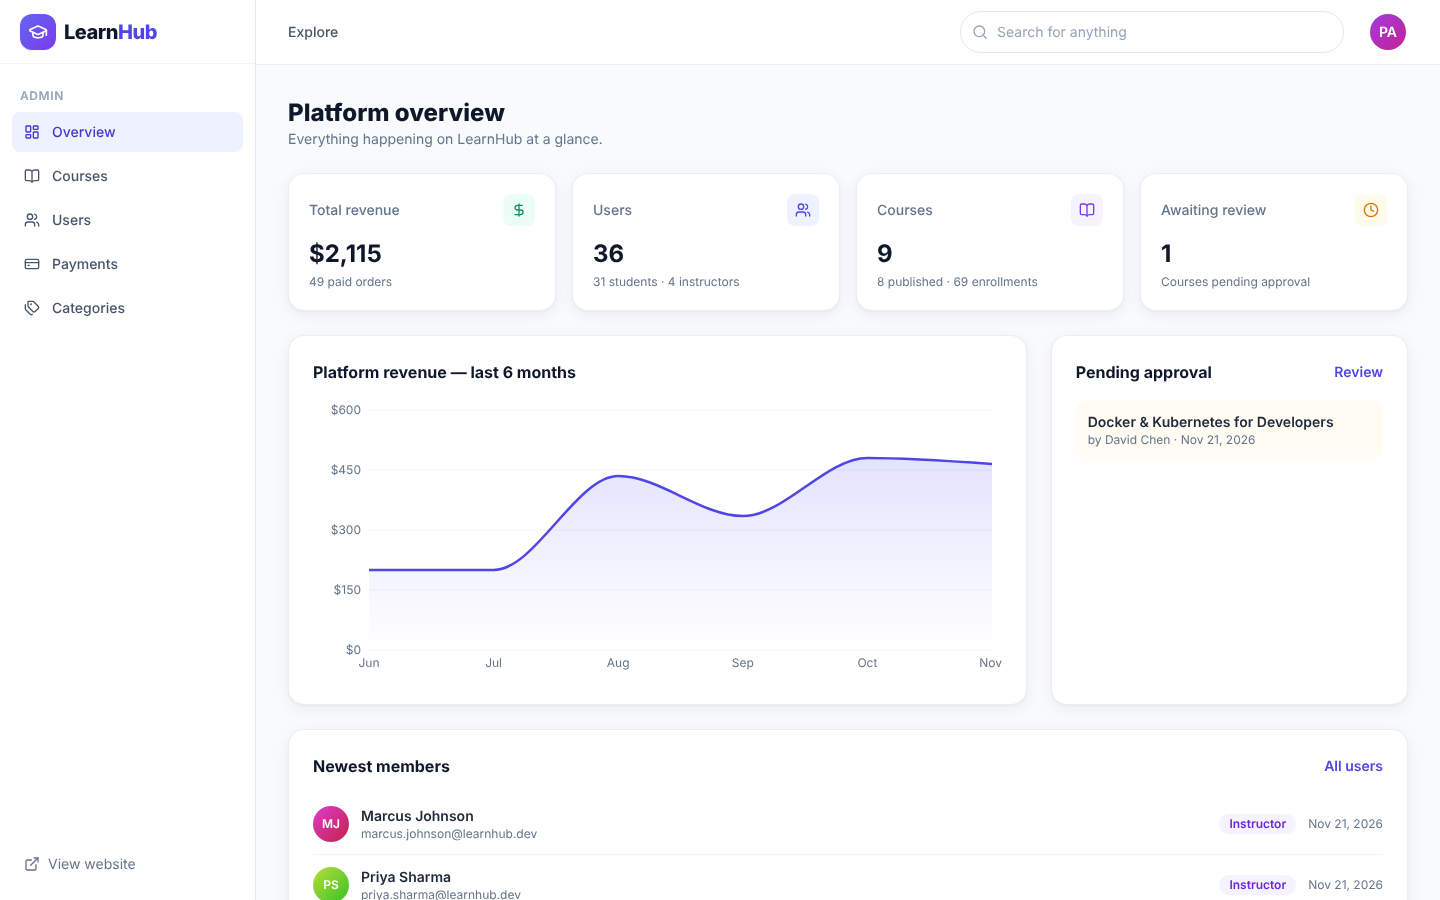 LearnHub
Explore
Search for anything
PA
ADMIN
Overview
Courses
Users
Payments
Categories
View website
Platform overview
Everything happening on LearnHub at a glance.
Total revenue
$2,115
49 paid orders
Users
36
31 students · 4 instructors
Courses
9
8 published · 69 enrollments
Awaiting review
1
Courses pending approval
Platform revenue — last 6 months
$600
$450
$300
$150
$0
Jun Jul Aug Sep Oct Nov
Pending approval
Review
Docker & Kubernetes for Developers
by David Chen · Nov 21, 2026
Newest members
All users
MJ
Marcus Johnson
marcus.johnson@learnhub.dev
Instructor
Nov 21, 2026
PS
Priya Sharma
priya.sharma@learnhub.dev
Instructor
Nov 21, 2026